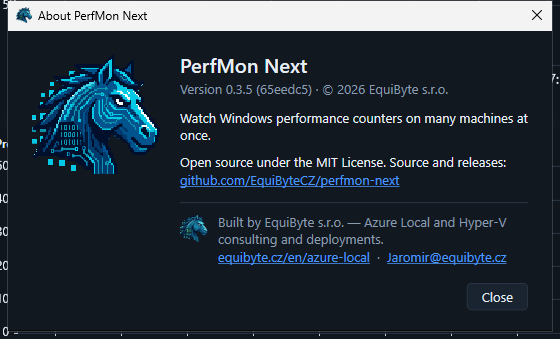 About PerfMon Next
PerfMon Next
Version 0.3.5 (65eedc5) · © 2026 EquiByte s.r.o.
Watch Windows performance counters on many machines at
once.
Open source under the MIT License. Source and releases:
github.com/EquiByteCZ/perfmon-next
Built by EquiByte s.r.o. — Azure Local and Hyper-V
consulting and deployments.
equibyte.cz/en/azure-local · Jaromir@equibyte.cz
Close